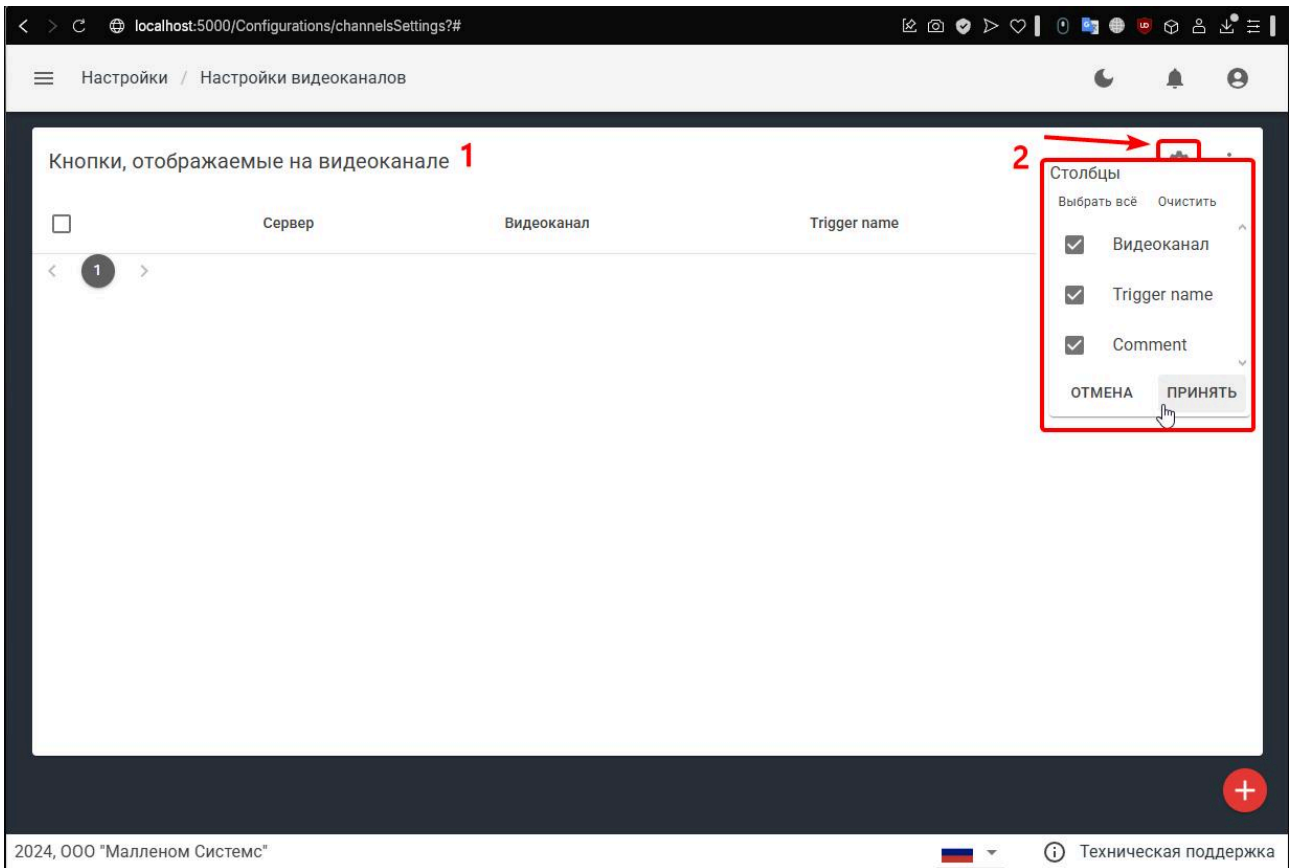 localhost:5000/Configurations/channelsSettings?#
Настройки / Настройки видеоканалов
Кнопки, отображаемые на видеоканале 1
2
Столбцы
Выбрать всё Очистить
Сервер Видеоканал Trigger name
Видеоканал
Trigger name
Comment
ОТМЕНА ПРИНЯТЬ
< 1 >
2024, ООО "Малленом Системс"
Техническая поддержка